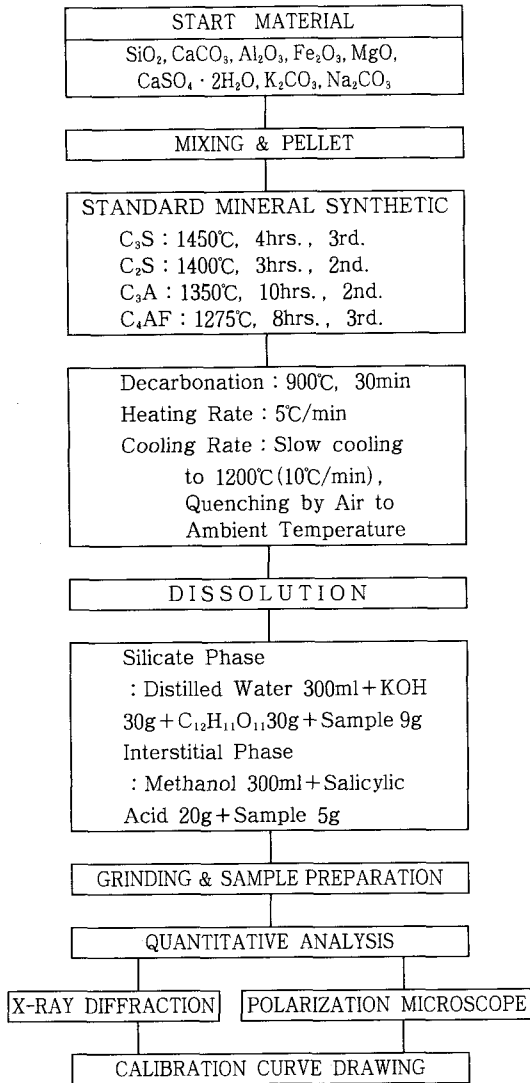 START MATERIAL
SiO₂, CaCO₃, Al₂O₃, Fe₂O₃, MgO,
CaSO₄ · 2H₂O, K₂CO₃, Na₂CO₃
MIXING & PELLET
STANDARD MINERAL SYNTHETIC
C₃S : 1450℃, 4hrs., 3rd.
C₂S : 1400℃, 3hrs., 2nd.
C₃A : 1350℃, 10hrs., 2nd.
C₄AF : 1275℃, 8hrs., 3rd.
Decarbonation : 900℃, 30min
Heating Rate : 5℃/min
Cooling Rate : Slow cooling
to 1200℃(10℃/min),
Quenching by Air to
Ambient Temperature
DISSOLUTION
Silicate Phase
: Distilled Water 300ml+KOH
30g+C₁₂H₁₁O₁₁30g+Sample 9g
Interstitial Phase
: Methanol 300ml+Salicylic
Acid 20g+Sample 5g
GRINDING & SAMPLE PREPARATION
QUANTITATIVE ANALYSIS
X-RAY DIFFRACTION
POLARIZATION MICROSCOPE
CALIBRATION CURVE DRAWING